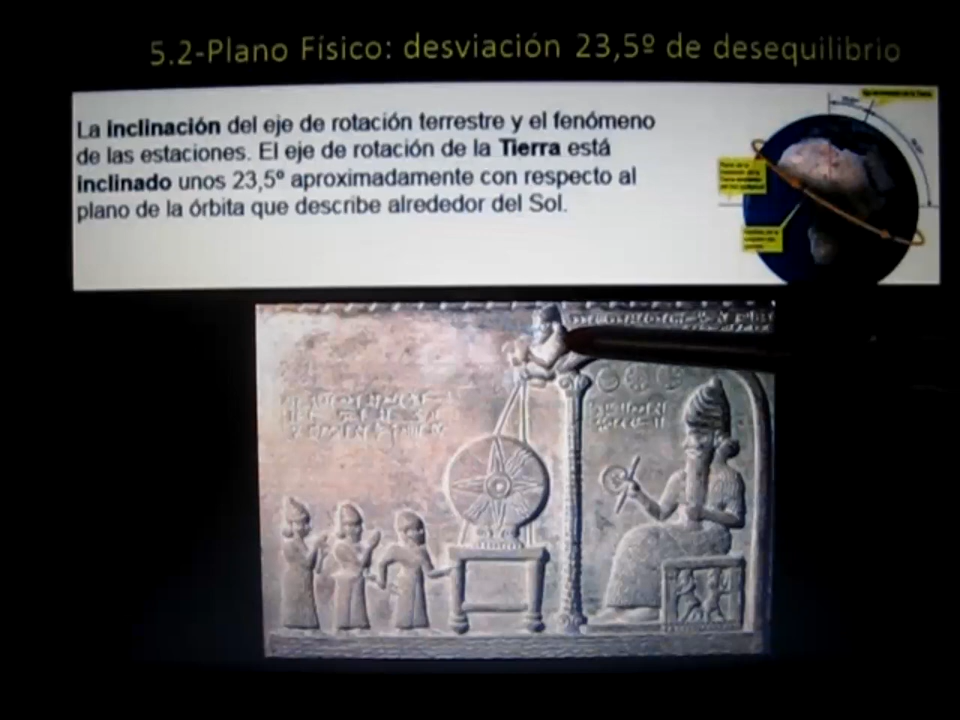 5.2-Plano Físico: desviación 23,5º de desequilibrio
La inclinación del eje de rotación terrestre y el fenómeno
de las estaciones. El eje de rotación de la Tierra está
inclinado unos 23,5º aproximadamente con respecto al
plano de la órbita que describe alrededor del Sol.